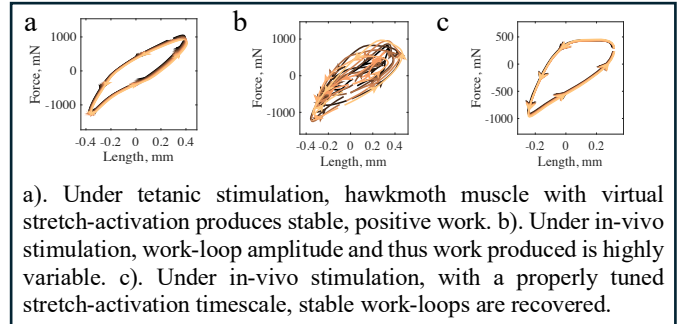 a
b
c
1000
0
-1000
Force, mN
-0.4 -0.2 0 0.2 0.4
Length, mm
1000
0
-1000
-0.4 -0.2 0 0.2 0.4
Length, mm
500
0
-500
-1000
Force, mN
-0.2 0 0.2
Length, mm
a). Under tetanic stimulation, hawkmoth muscle with virtual
stretch-activation produces stable, positive work. b). Under in-vivo
stimulation, work-loop amplitude and thus work produced is highly
variable. c). Under in-vivo stimulation, with a properly tuned
stretch-activation timescale, stable work-loops are recovered.